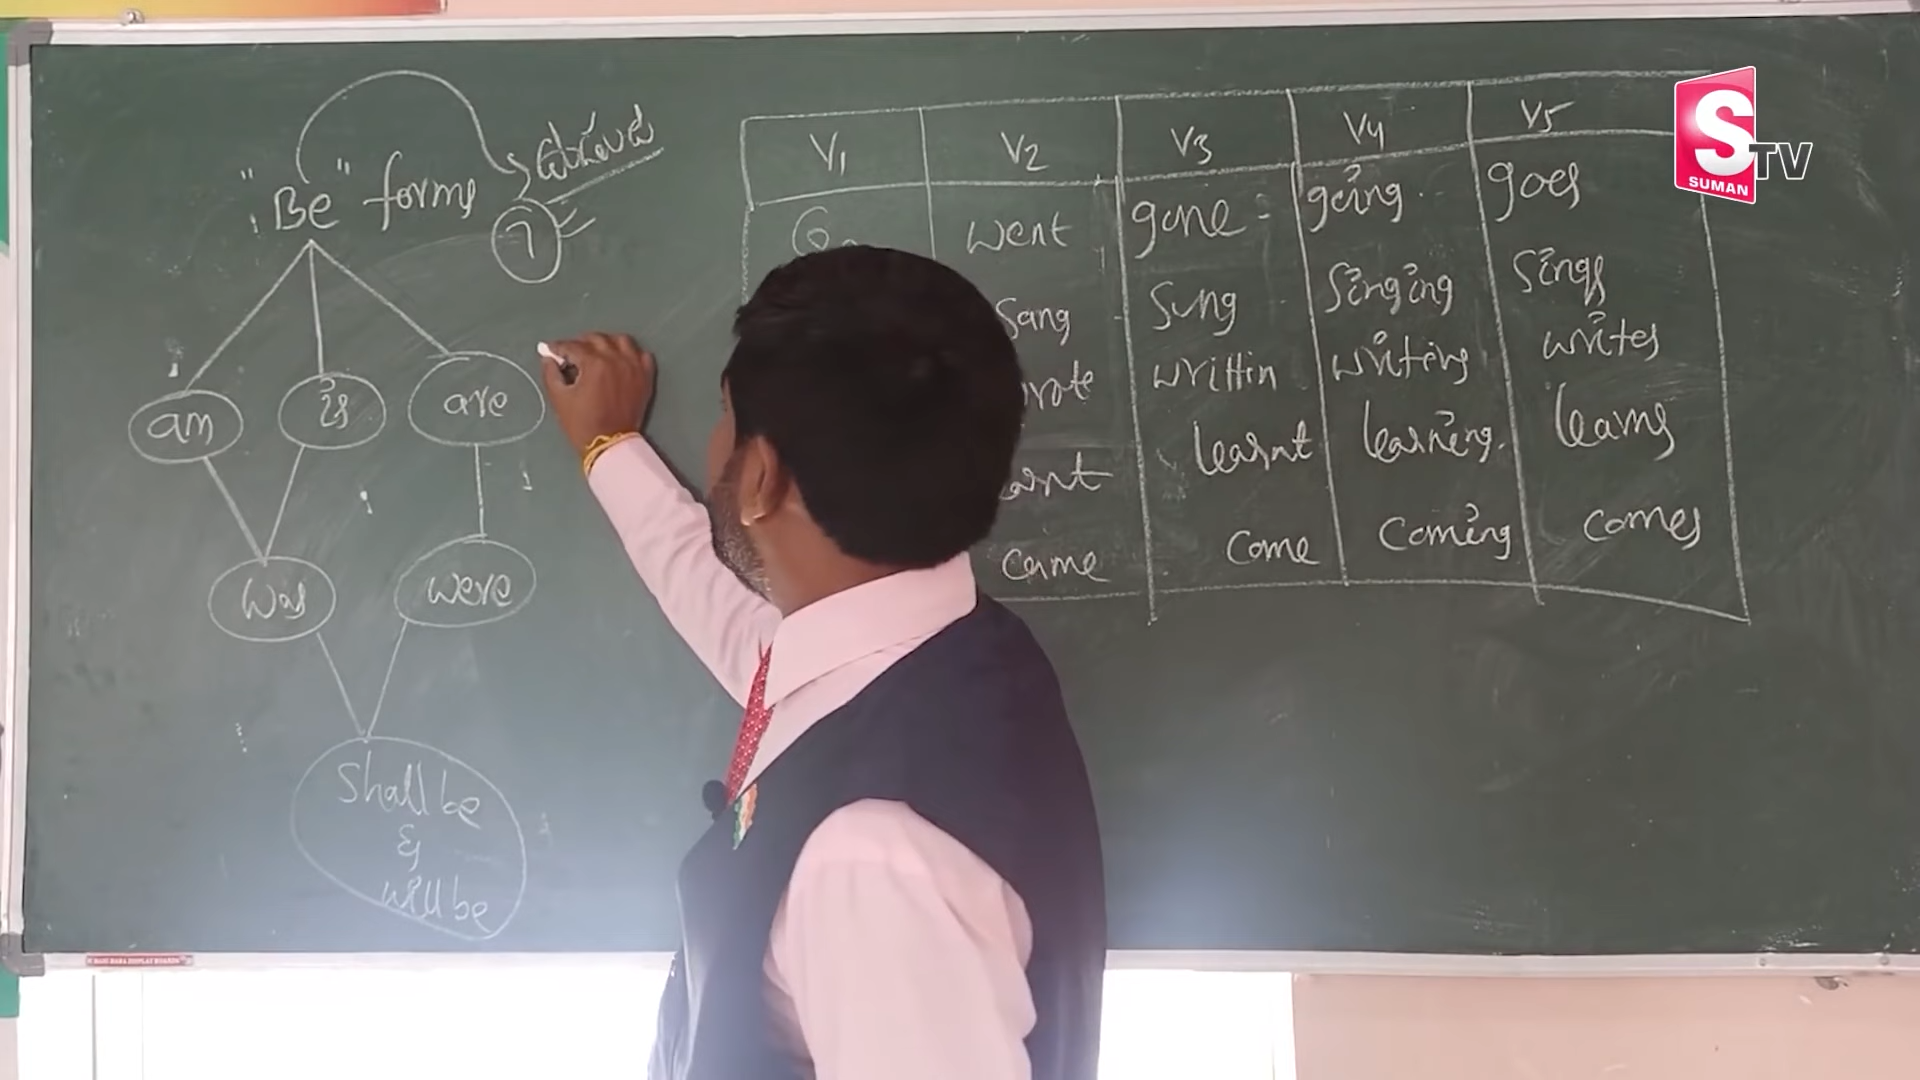 "Be" forms
7
am is are
was were
Shall be
&
will be
V1 V2 V3 V4 V5
Go went gone going goes
Sang Sung Singing Sings
writtin writing writes
learnt learning learns
came Come Coming comes
S TV
SUMAN